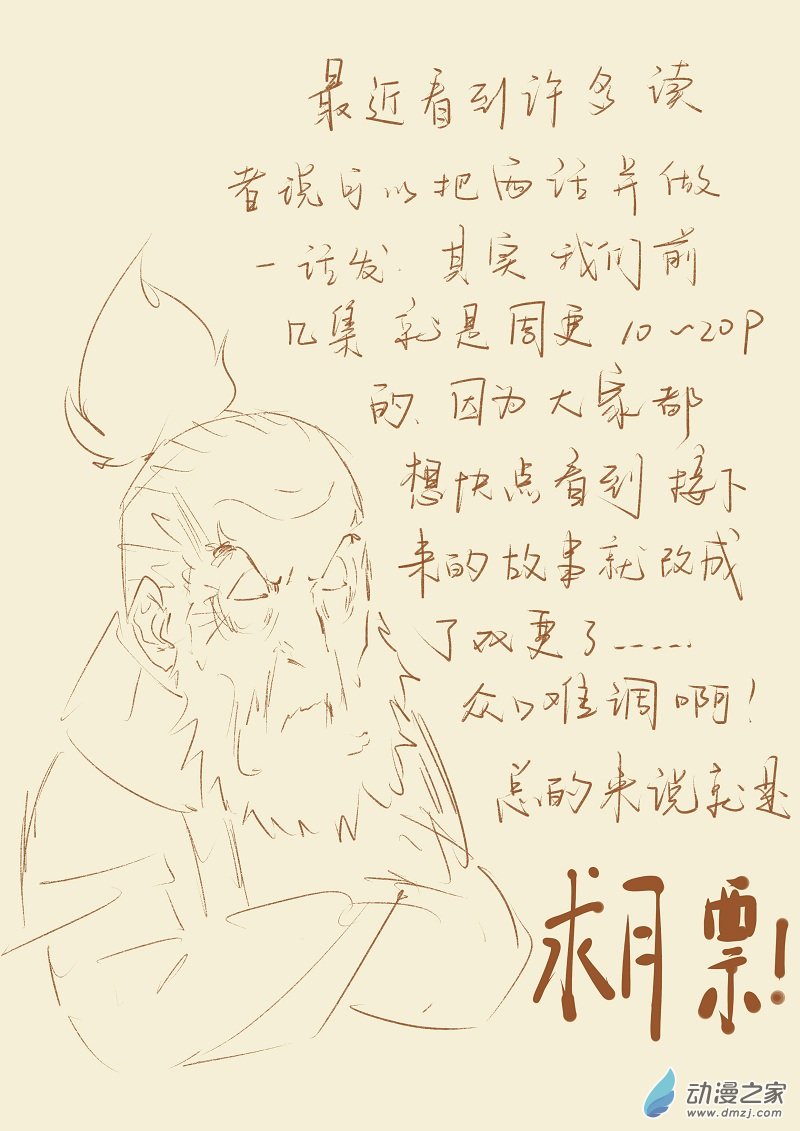 最近看到许多读
者说可以把两话并做
一话发.其实我们前
几集就是周更10~20P
的、因为大家都
想快点看到接下
来的故事就改成
了双更了......
众口难调啊!
总的来说就是
求月票!
动漫之家
www.dmzj.com